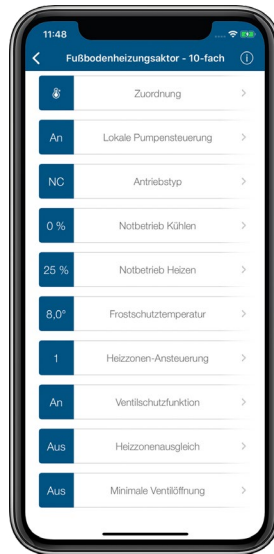 11:48
Fußbodenheizungsaktor - 10-fach
Zuordnung
An Lokale Pumpensteuerung
NC Antriebstyp
0 % Notbetrieb Kühlen
25 % Notbetrieb Heizen
8,0° Frostschutztemperatur
1 Heizzonen-Ansteuerung
An Ventilschutzfunktion
Aus Heizzonenausgleich
Aus Minimale Ventilöffnung